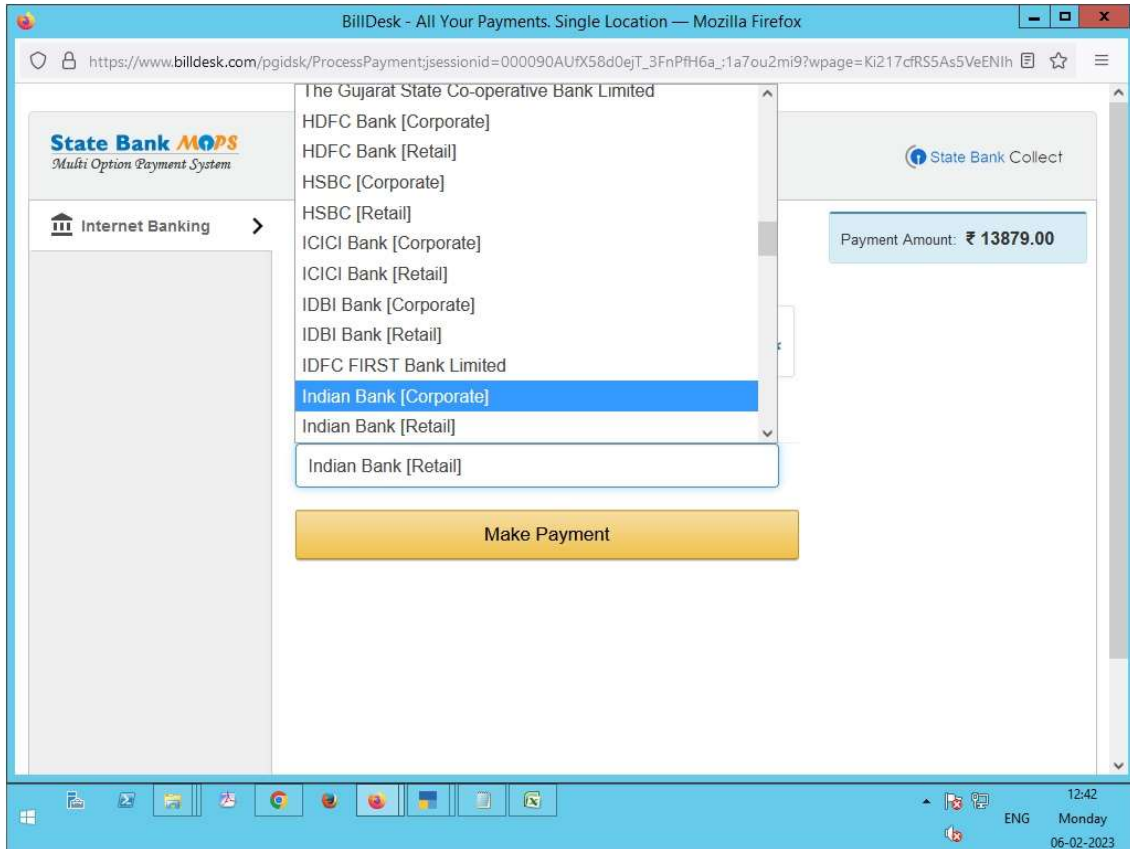 BillDesk - All Your Payments. Single Location — Mozilla Firefox
https://www.billdesk.com/pgidsk/ProcessPayment;jsessionid=000090AUfX58d0ejT_3FnPfH6a_:1a7ou2mi9?wpage=Ki217cfRS5As5VeENIh
The Gujarat State Co-operative Bank Limited
HDFC Bank [Corporate]
State Bank MOPS
HDFC Bank [Retail]
Multi Option Payment System
State Bank Collect
HSBC [Corporate]
HSBC [Retail]
Internet Banking
ICICI Bank [Corporate]
Payment Amount: ₹ 13879.00
ICICI Bank [Retail]
IDBI Bank [Corporate]
IDBI Bank [Retail]
IDFC FIRST Bank Limited
Indian Bank [Corporate]
Indian Bank [Retail]
Indian Bank [Retail]
Make Payment
12:42
ENG Monday
06-02-2023